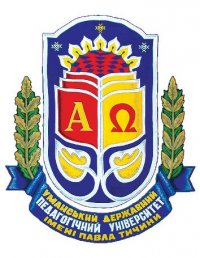 Α Ω
УМАНСЬКИЙ ДЕРЖАВНИЙ
ПЕДАГОГІЧНИЙ УНІВЕРСИТЕТ
ІМЕНІ ПАВЛА ТИЧИНИ